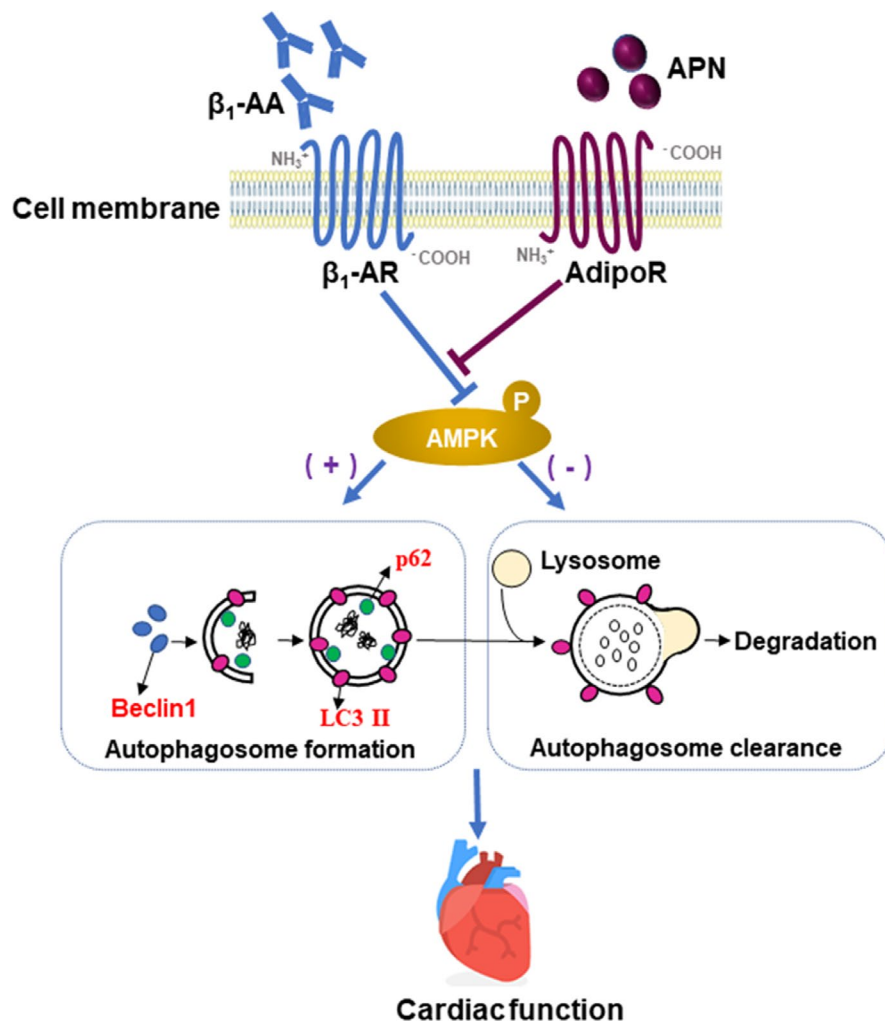 β₁-AA
APN
NH₃⁺
⁻COOH
Cell membrane
⁻COOH
NH₃⁺
β₁-AR
AdipoR
P
AMPK
( + )
( - )
p62
Lysosome
Degradation
Beclin1
LC3 II
Autophagosome formation
Autophagosome clearance
Cardiac function